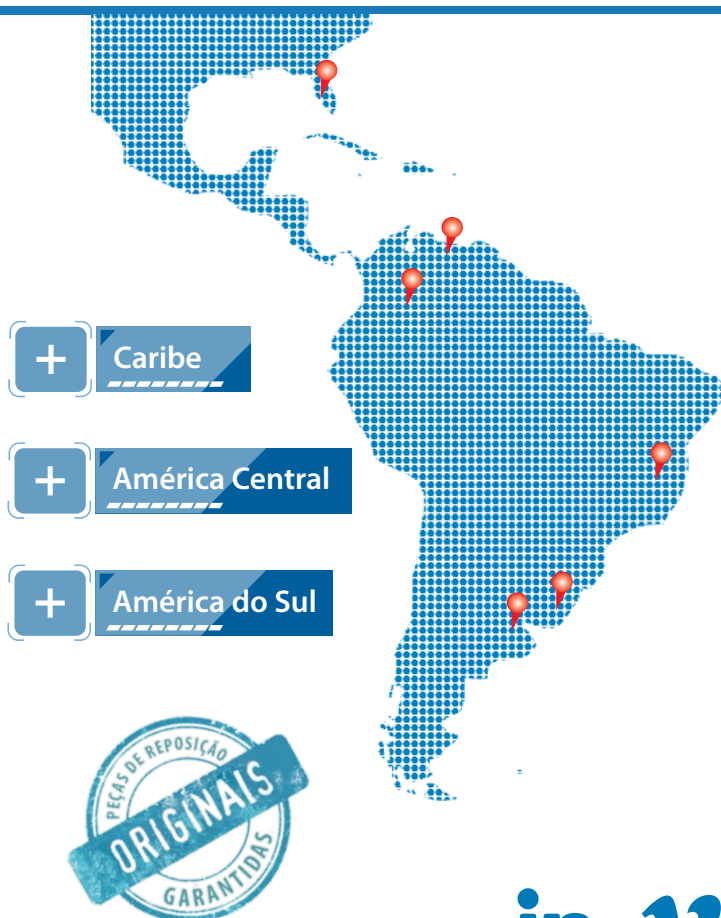 + Caribe
+ América Central
+ América do Sul
PEÇAS DE REPOSIÇÃO
ORIGINAIS
GARANTIDAS